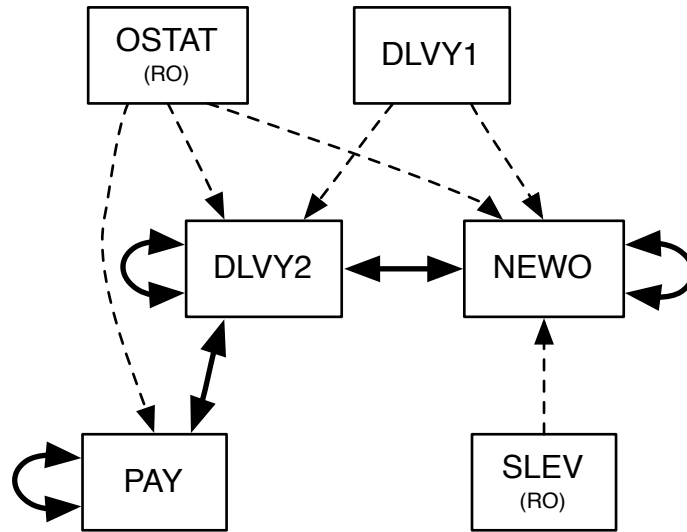 OSTAT
(RO)
DLVY1
DLVY2
NEWO
PAY
SLEV
(RO)